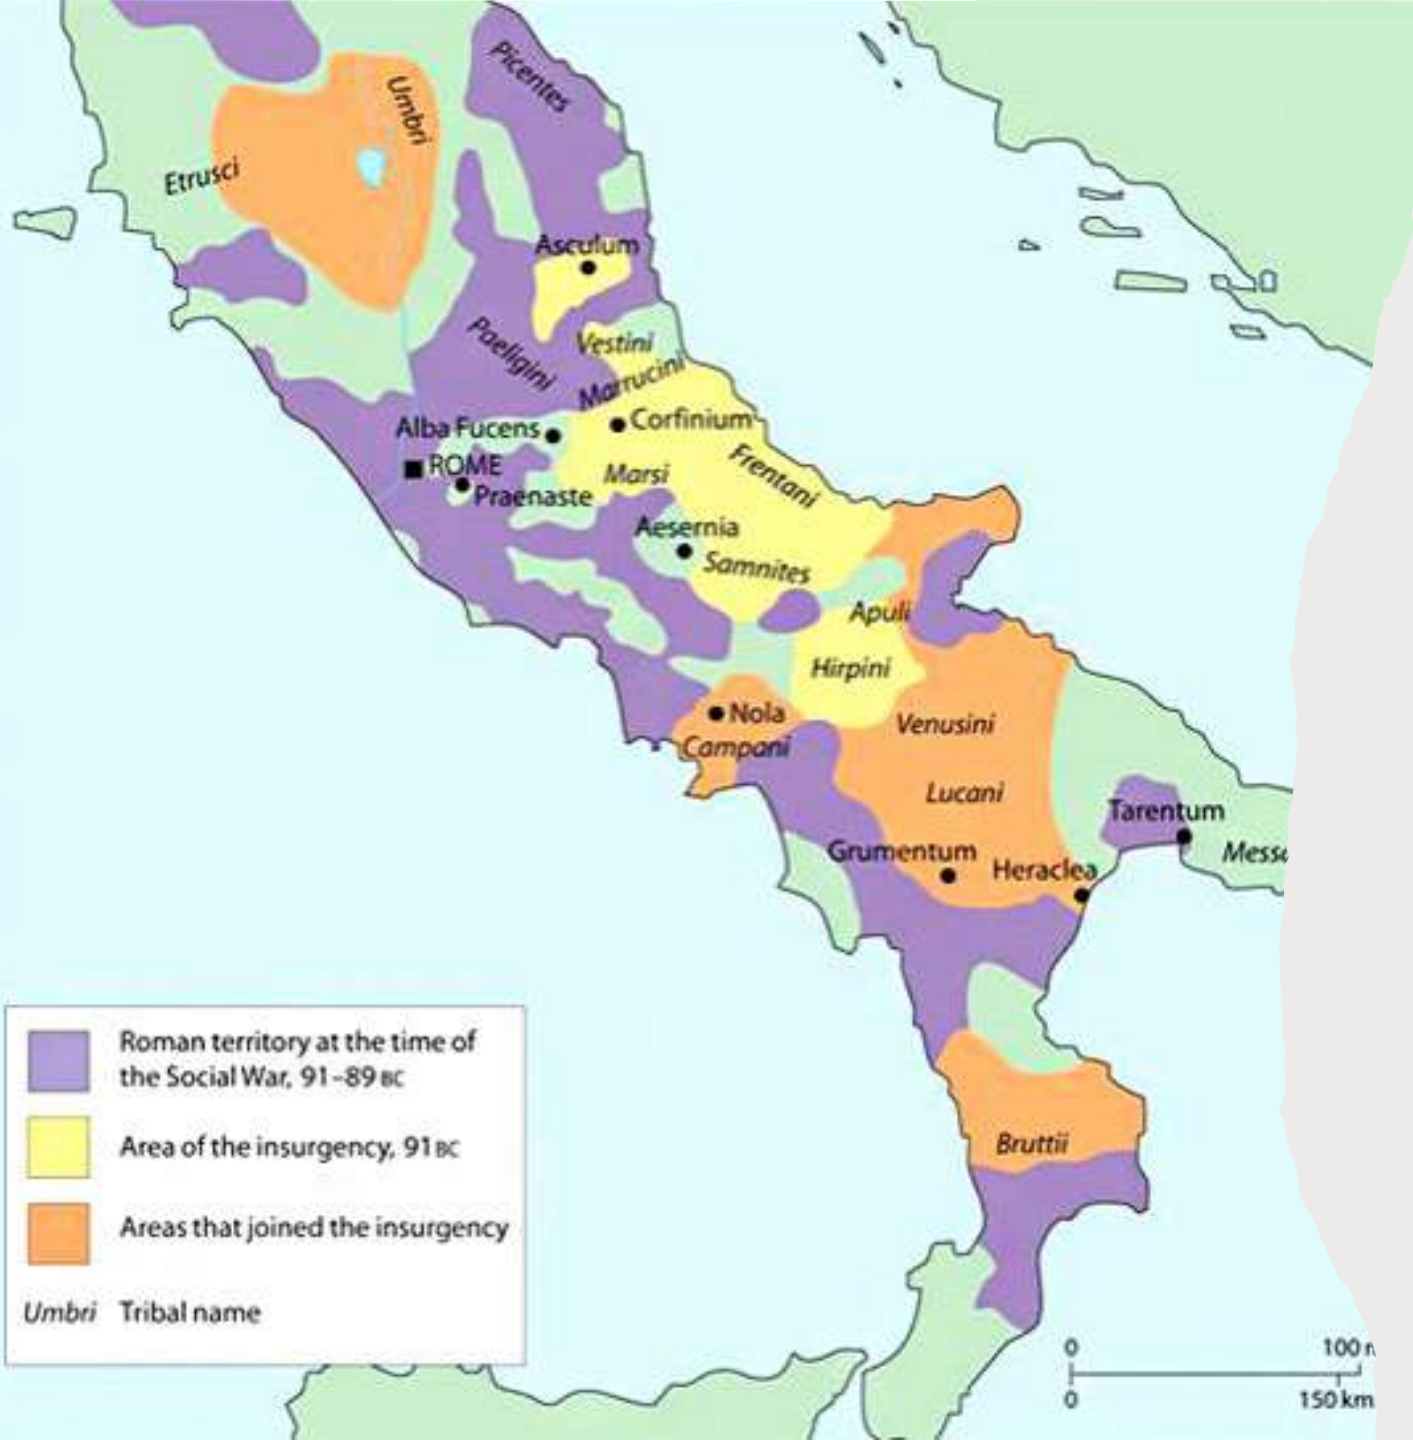 Picentes
Umbri
Etrusci
Asculum
Vestini
Paeligini
Marrucini
Alba Fucens
Corfinium
ROME
Marsi
Frentani
Praenaste
Aesernia
Samnites
Apuli
Hirpini
Nola
Venusini
Campani
Lucani
Tarentum
Grumentum
Heraclea
Bruttii
Roman territory at the time of
the Social War, 91–89 BC
Area of the insurgency, 91 BC
Areas that joined the insurgency
Umbri Tribal name
0 100
0 150 km